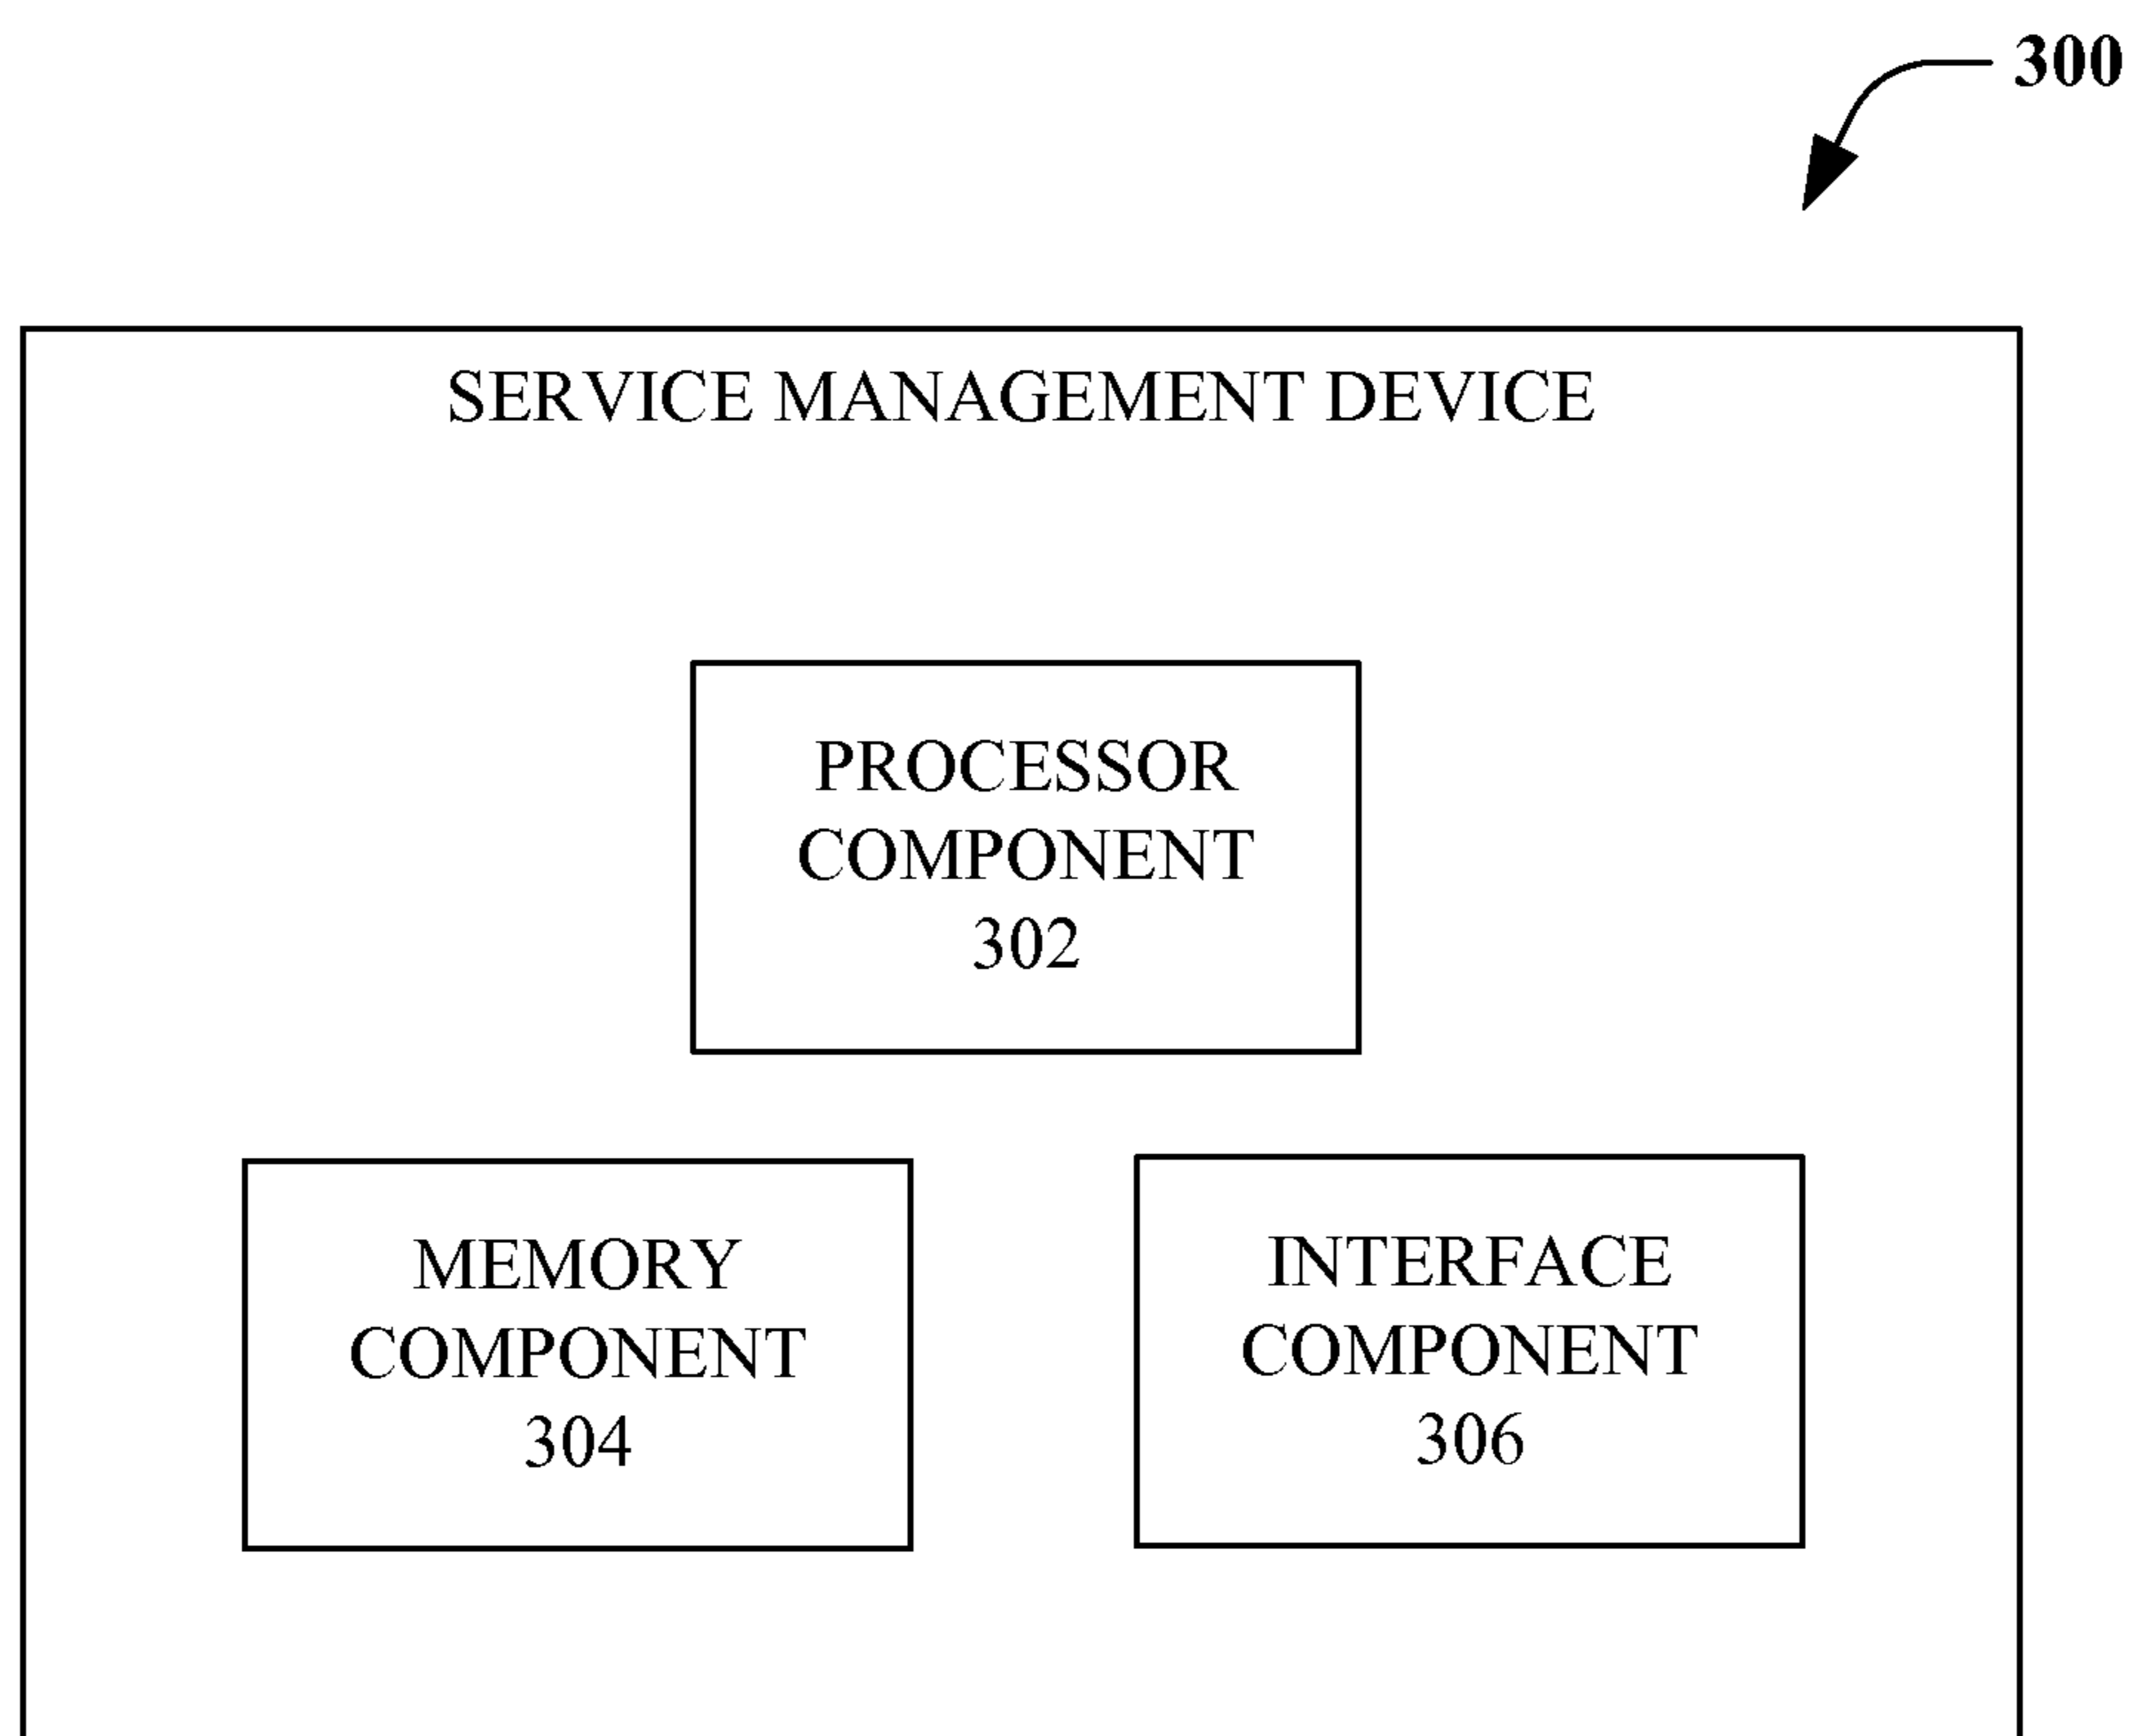 300
SERVICE MANAGEMENT DEVICE
PROCESSOR
COMPONENT
302
MEMORY
COMPONENT
304
INTERFACE
COMPONENT
306